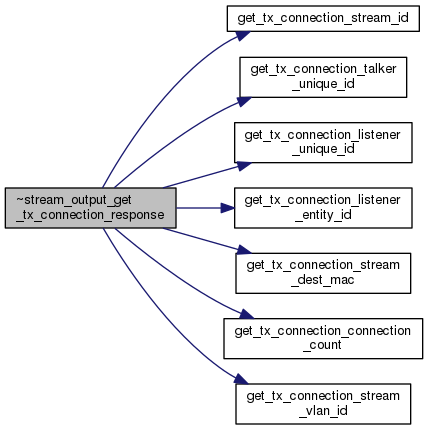 get_tx_connection_stream_id
get_tx_connection_talker
_unique_id
get_tx_connection_listener
_unique_id
~stream_output_get
_tx_connection_response
get_tx_connection_listener
_entity_id
get_tx_connection_stream
_dest_mac
get_tx_connection_connection
_count
get_tx_connection_stream
_vlan_id